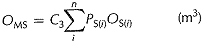 O_MS = C_3 ∑_i^n P_S(i) O_S(i) (m³)